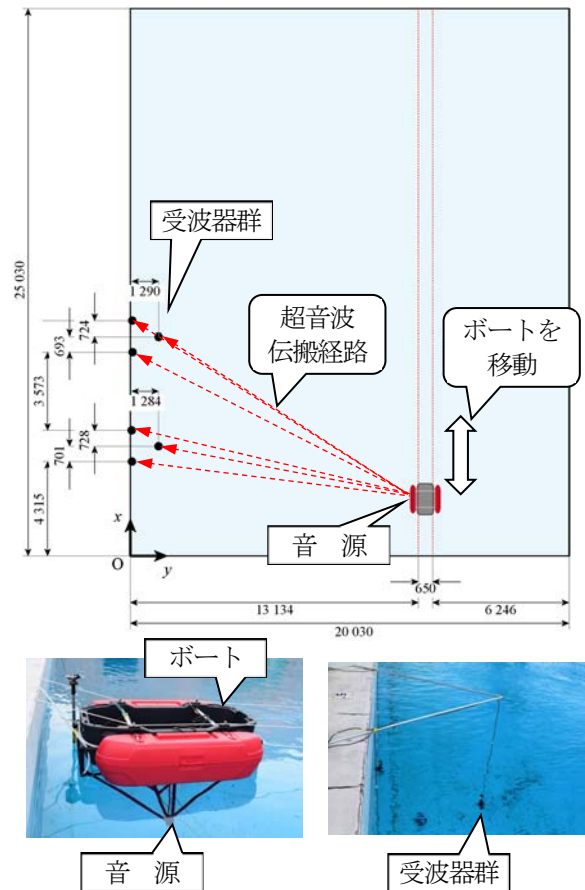 25 030
受波器群
1 290
724
693
超音波
伝搬経路
ボートを
移動
3 573
1 284
728
701
4 315
x
O
y
音 源
650
13 134
6 246
20 030
ボート
音 源
受波器群